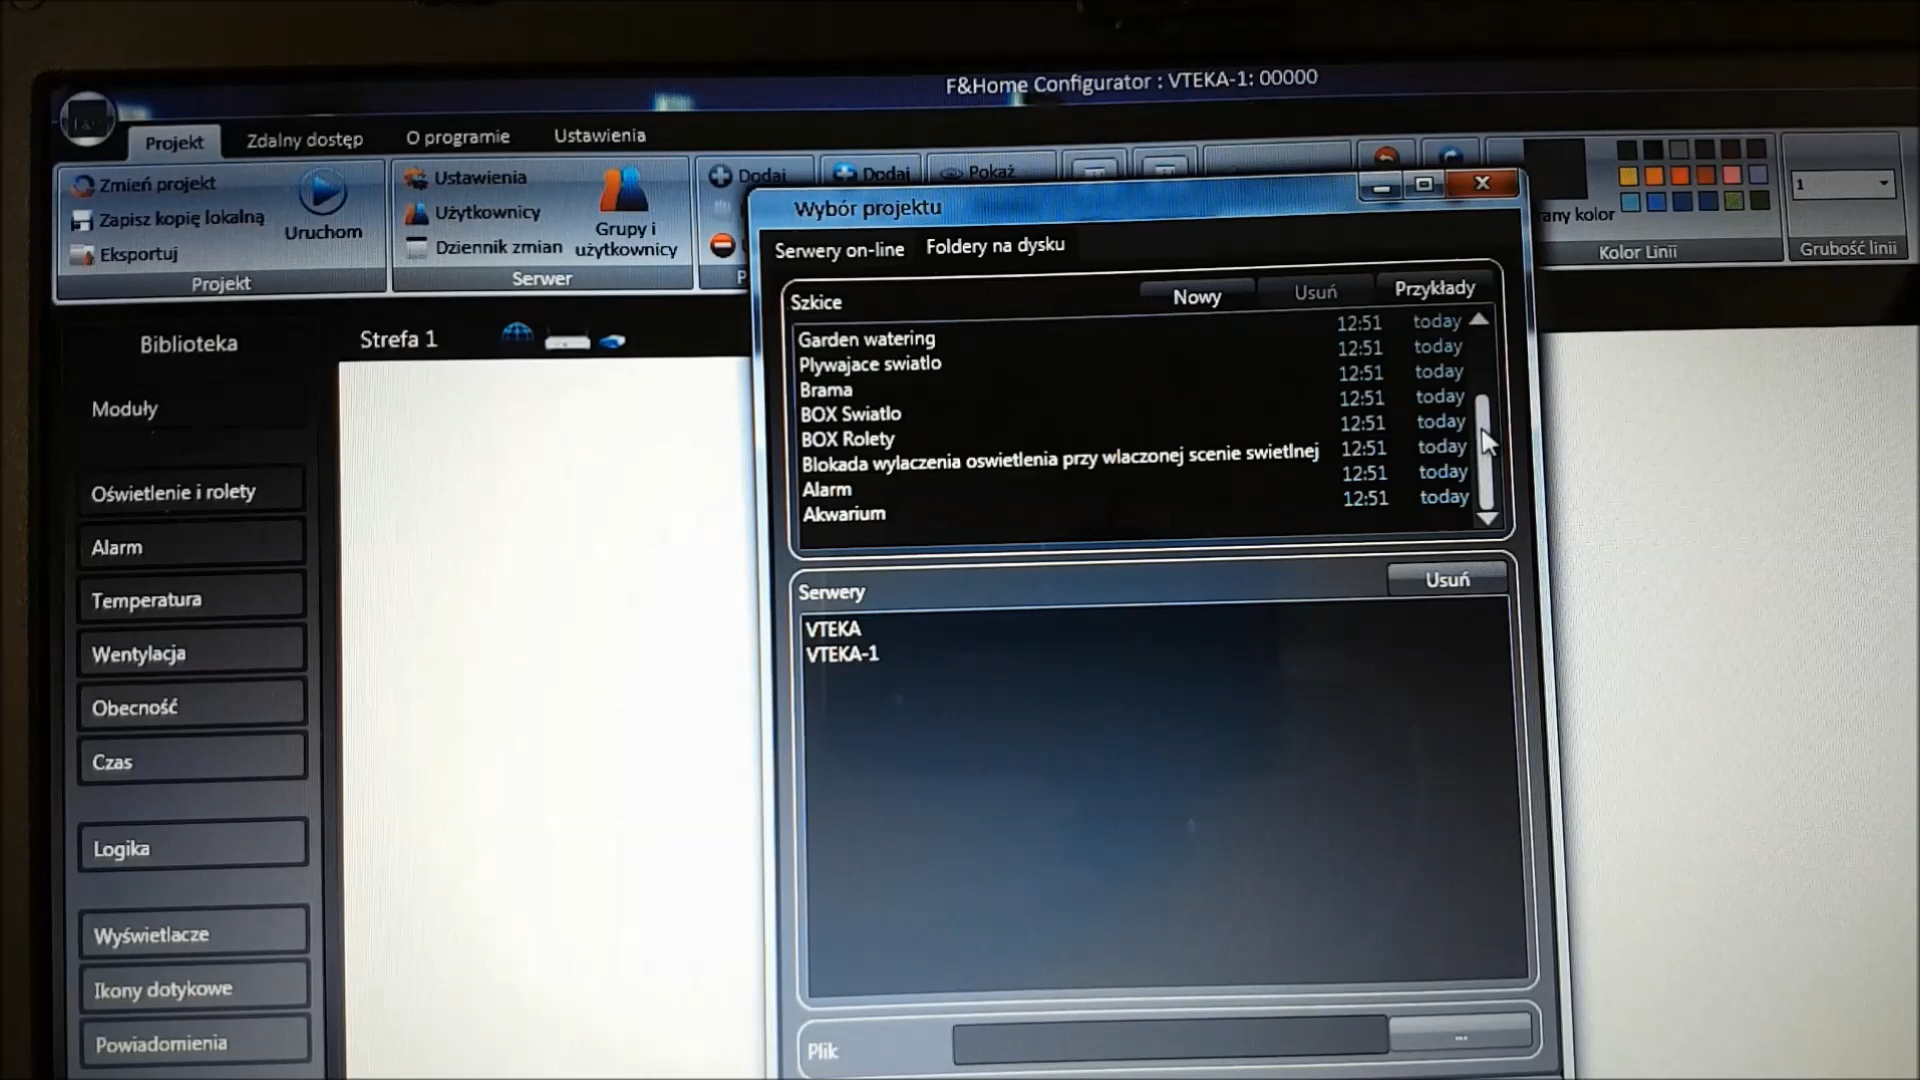 F&Home Configurator : VTEKA-1: 00000
Projekt
Zdalny dostęp
O programie
Ustawienia
Zmień projekt
Zapisz kopię lokalną
Eksportuj
Uruchom
Projekt
Ustawienia
Użytkownicy
Dziennik zmian
Grupy i
użytkownicy
Serwer
Dodaj
Dodaj
Pokaż
any kolor
Kolor Linii
1
Grubość linii
Wybór projektu
Serwery on-line
Foldery na dysku
Szkice
Nowy
Usuń
Przykłady
Garden watering 12:51 today
Plywajace swiatlo 12:51 today
Brama 12:51 today
BOX Swiatlo 12:51 today
BOX Rolety 12:51 today
Blokada wylaczenia oswietlenia przy wlaczonej scenie swietlnej 12:51 today
Alarm 12:51 today
Akwarium 12:51 today
Serwery
Usuń
VTEKA
VTEKA-1
Plik
...
Biblioteka
Strefa 1
Moduły
Oświetlenie i rolety
Alarm
Temperatura
Wentylacja
Obecność
Czas
Logika
Wyświetlacze
Ikony dotykowe
Powiadomienia